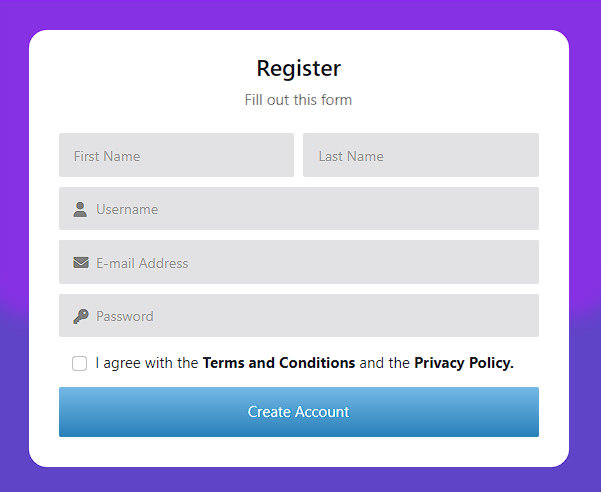 Register
Fill out this form
First Name
Last Name
Username
E-mail Address
Password
I agree with the Terms and Conditions and the Privacy Policy.
Create Account